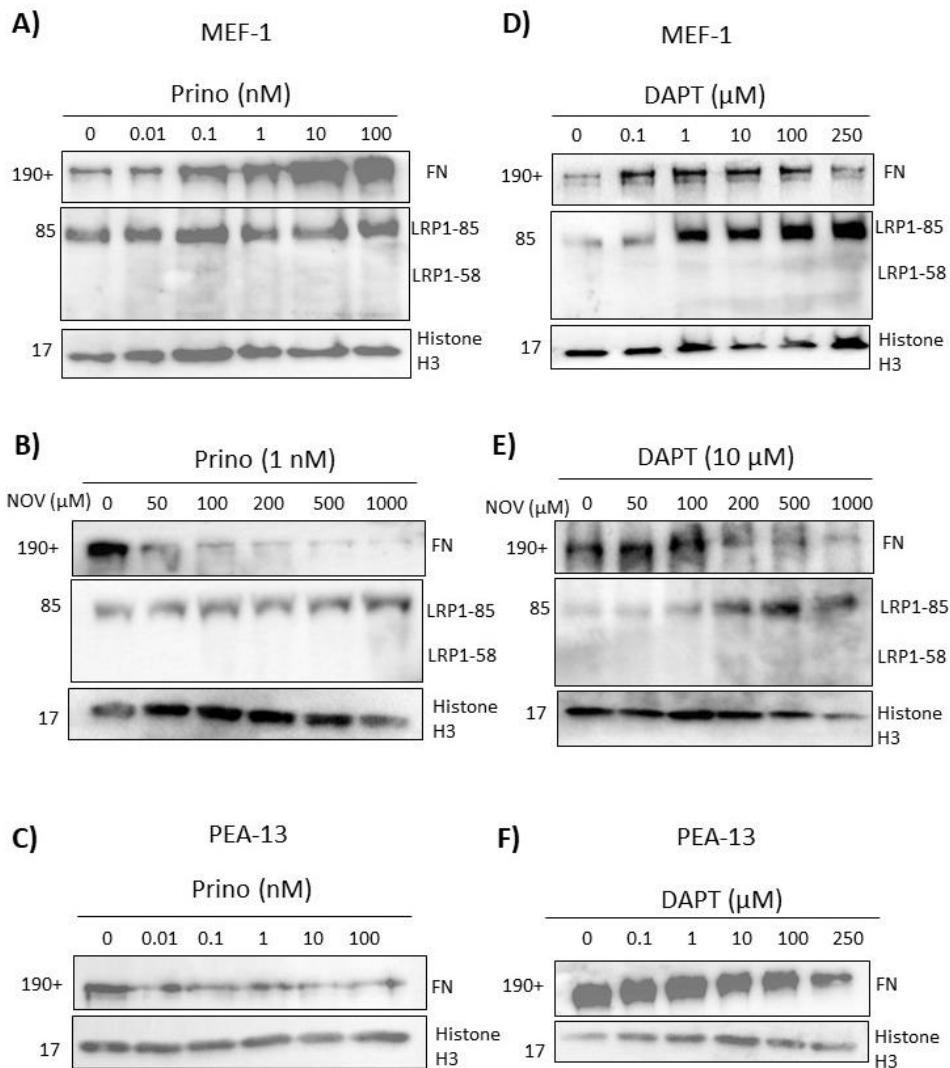 A)
MEF-1
Prino (nM)
0 0.01 0.1 1 10 100
190+ FN
85 LRP1-85
LRP1-58
17 Histone
H3
B)
Prino (1 nM)
NOV (μM) 0 50 100 200 500 1000
190+ FN
85 LRP1-85
LRP1-58
17 Histone
H3
C)
PEA-13
Prino (nM)
0 0.01 0.1 1 10 100
190+ FN
17 Histone
H3
D)
MEF-1
DAPT (μM)
0 0.1 1 10 100 250
190+ FN
85 LRP1-85
LRP1-58
17 Histone
H3
E)
DAPT (10 μM)
NOV (μM) 0 50 100 200 500 1000
190+ FN
85 LRP1-85
LRP1-58
17 Histone
H3
F)
PEA-13
DAPT (μM)
0 0.1 1 10 100 250
190+ FN
17 Histone
H3